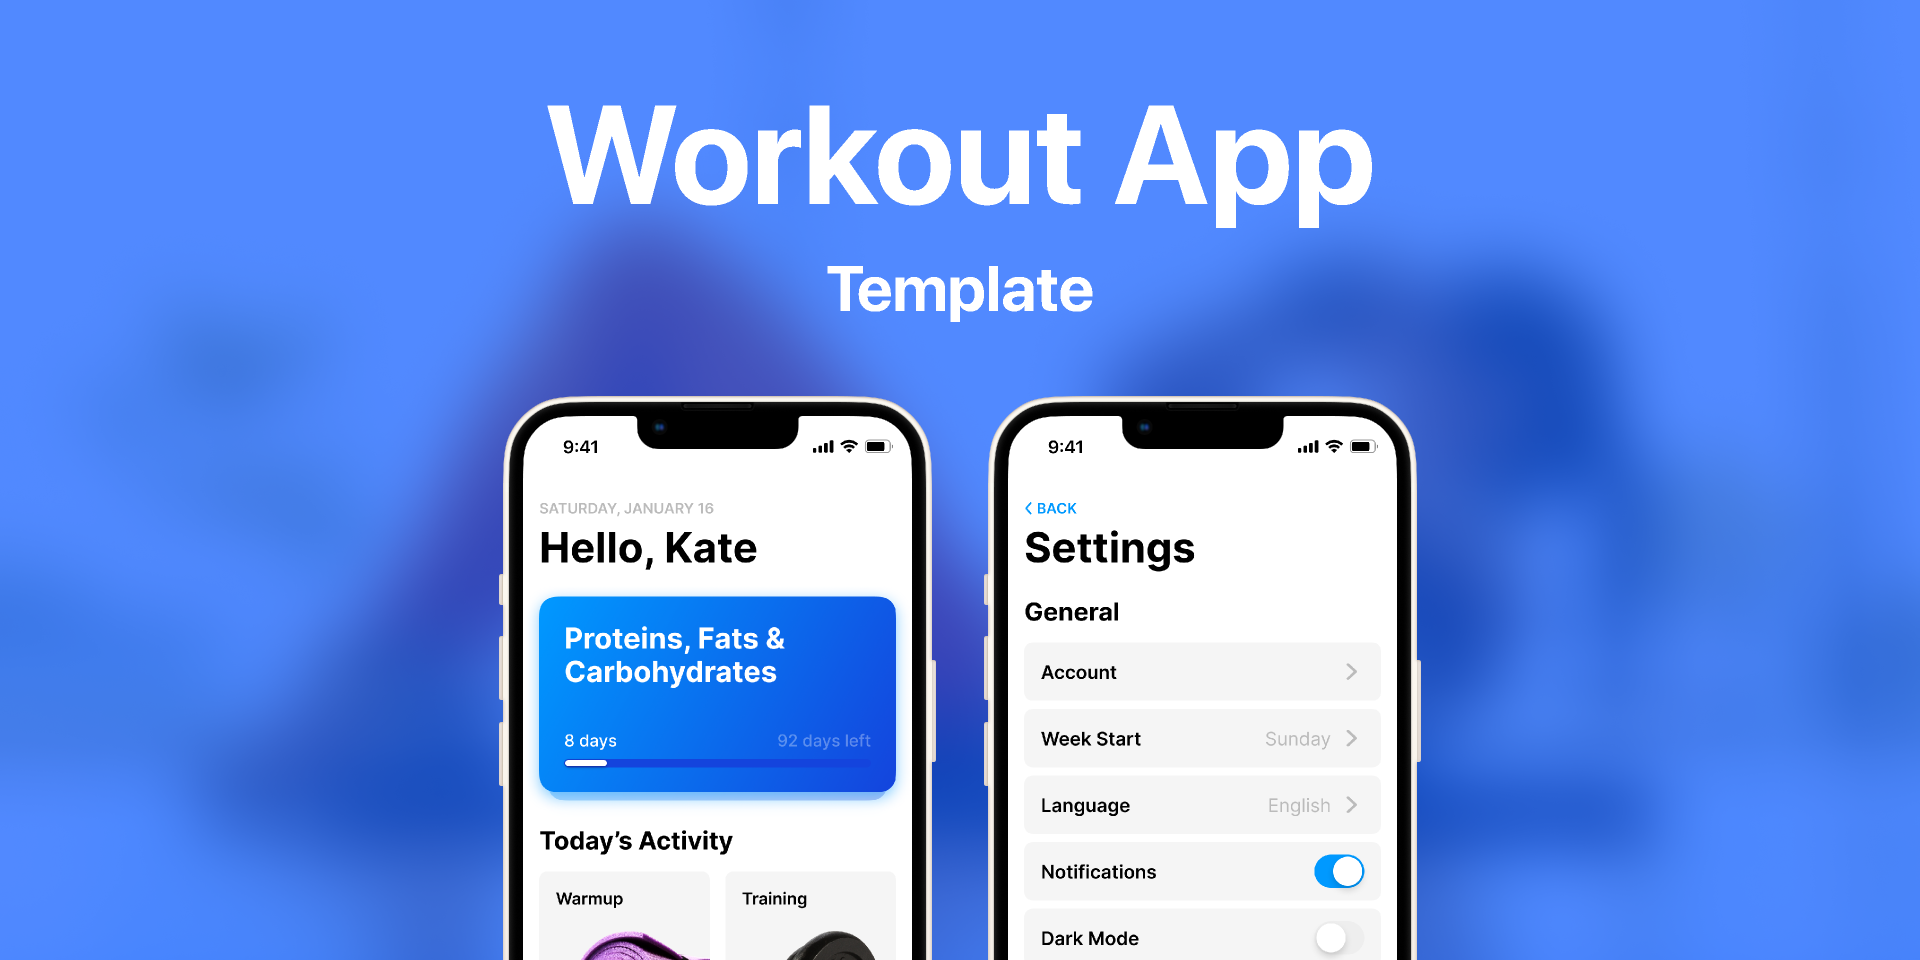 Workout App
Template
9:41
SATURDAY, JANUARY 16
Hello, Kate
Proteins, Fats &
Carbohydrates
8 days
92 days left
Today’s Activity
Warmup
Training
9:41
BACK
Settings
General
Account
Week Start
Sunday
Language
English
Notifications
Dark Mode